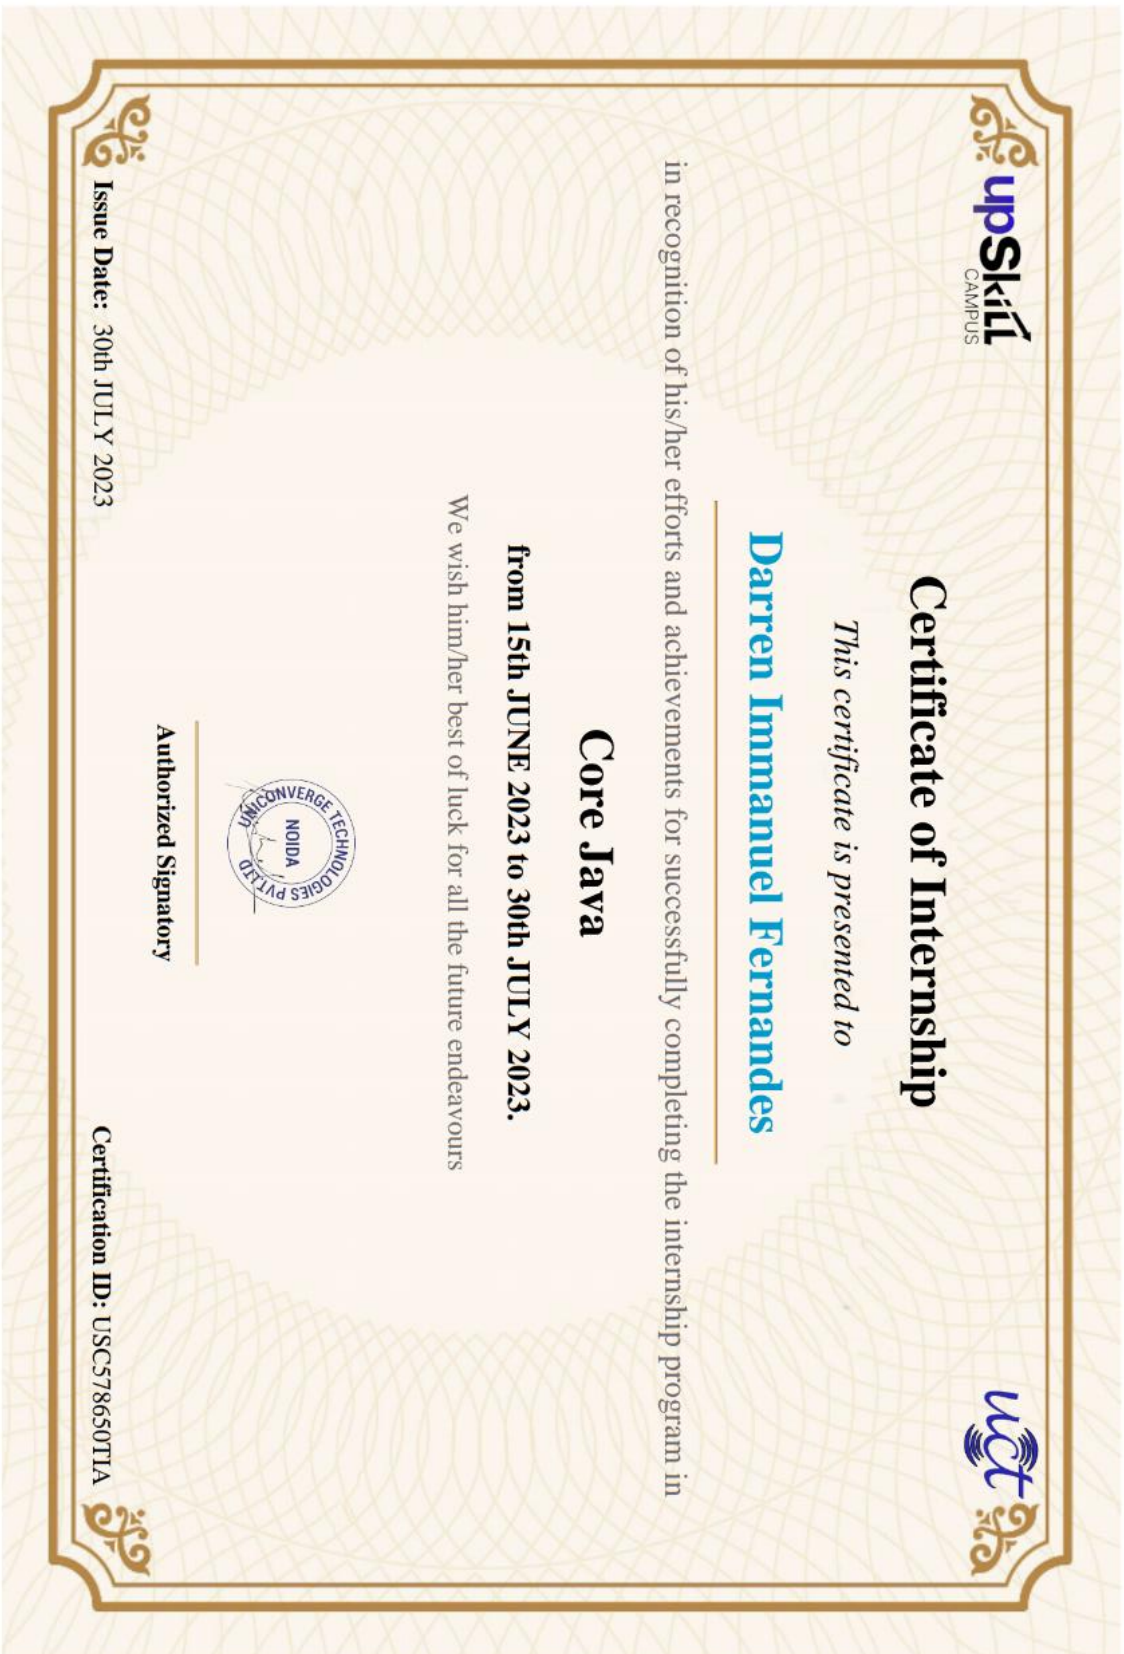 upSkill
CAMPUS
uct
Certificate of Internship
This certificate is presented to
Darren Immanuel Fernandes
in recognition of his/her efforts and achievements for successfully completing the internship program in
Core Java
from 15th JUNE 2023 to 30th JULY 2023.
We wish him/her best of luck for all the future endeavours
UNICONVERGE TECHNOLOGIES PVT LTD
NOIDA
Authorized Signatory
Issue Date: 30th JULY 2023
Certification ID: USC578650TIA